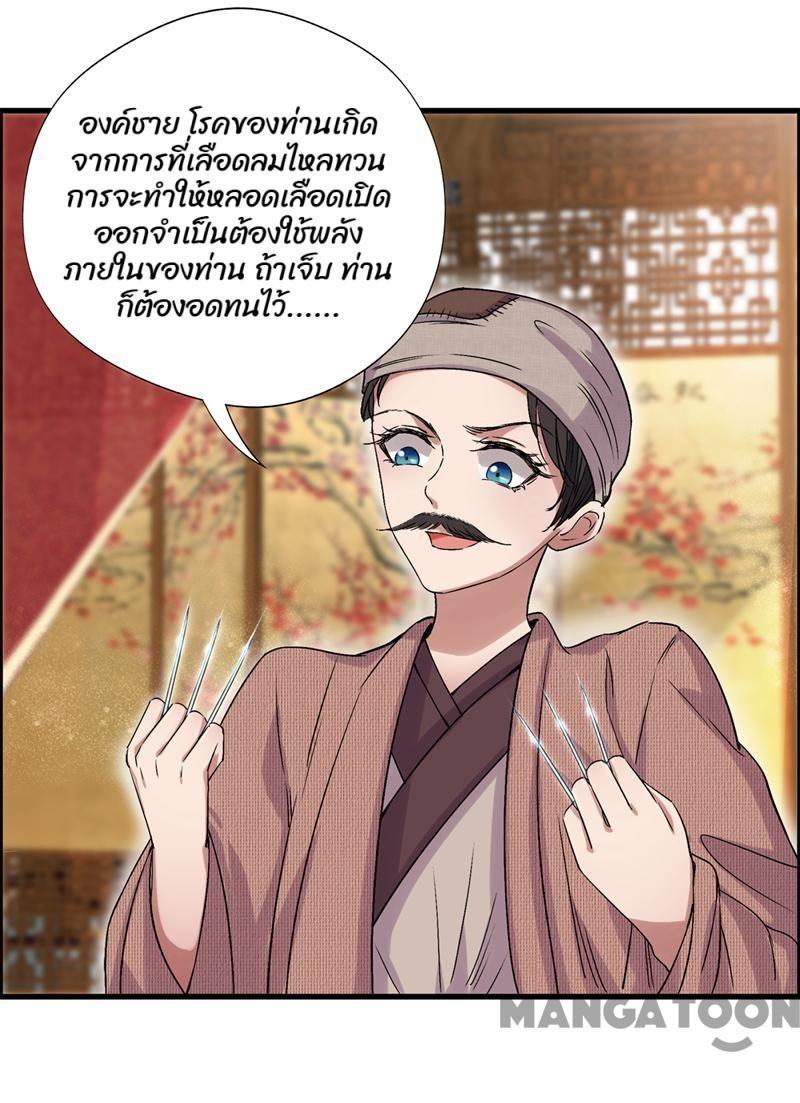 องค์ชาย โรคของท่านเกิด
จากการที่เลือดลมไหลทวน
การจะทำให้หลอดเลือดเปิด
ออกจำเป็นต้องใช้พลัง
ภายในของท่าน ถ้าเจ็บ ท่าน
ก็ต้องอดทนไว้......
MANGATOON